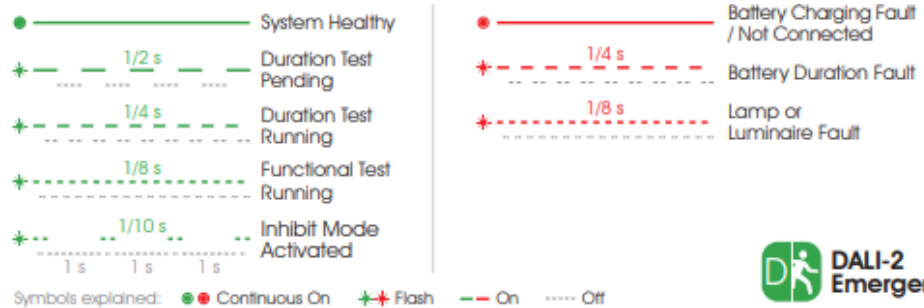 System Healthy
1/2 s
Duration Test
Pending
1/4 s
Duration Test
Running
1/8 s
Functional Test
Running
1/10 s
Inhibit Mode
Activated
1 s 1 s 1 s
Battery Charging Fault
/ Not Connected
1/4 s
Battery Duration Fault
1/8 s
Lamp or
Luminaire Fault
D
DALI-2
Emerge
Symbols explained: Continuous On Flash On Off